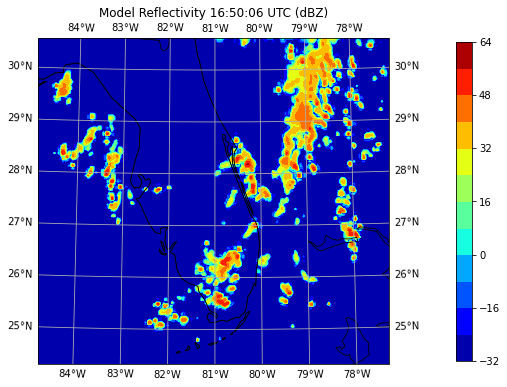 Model Reflectivity 16:50:06 UTC (dBZ)
84°W 83°W 82°W 81°W 80°W 79°W 78°W
30°N 30°N
29°N 29°N
28°N 28°N
27°N 27°N
26°N 26°N
25°N 25°N
84°W 83°W 82°W 81°W 80°W 79°W 78°W
64
48
32
16
0
−16
−32